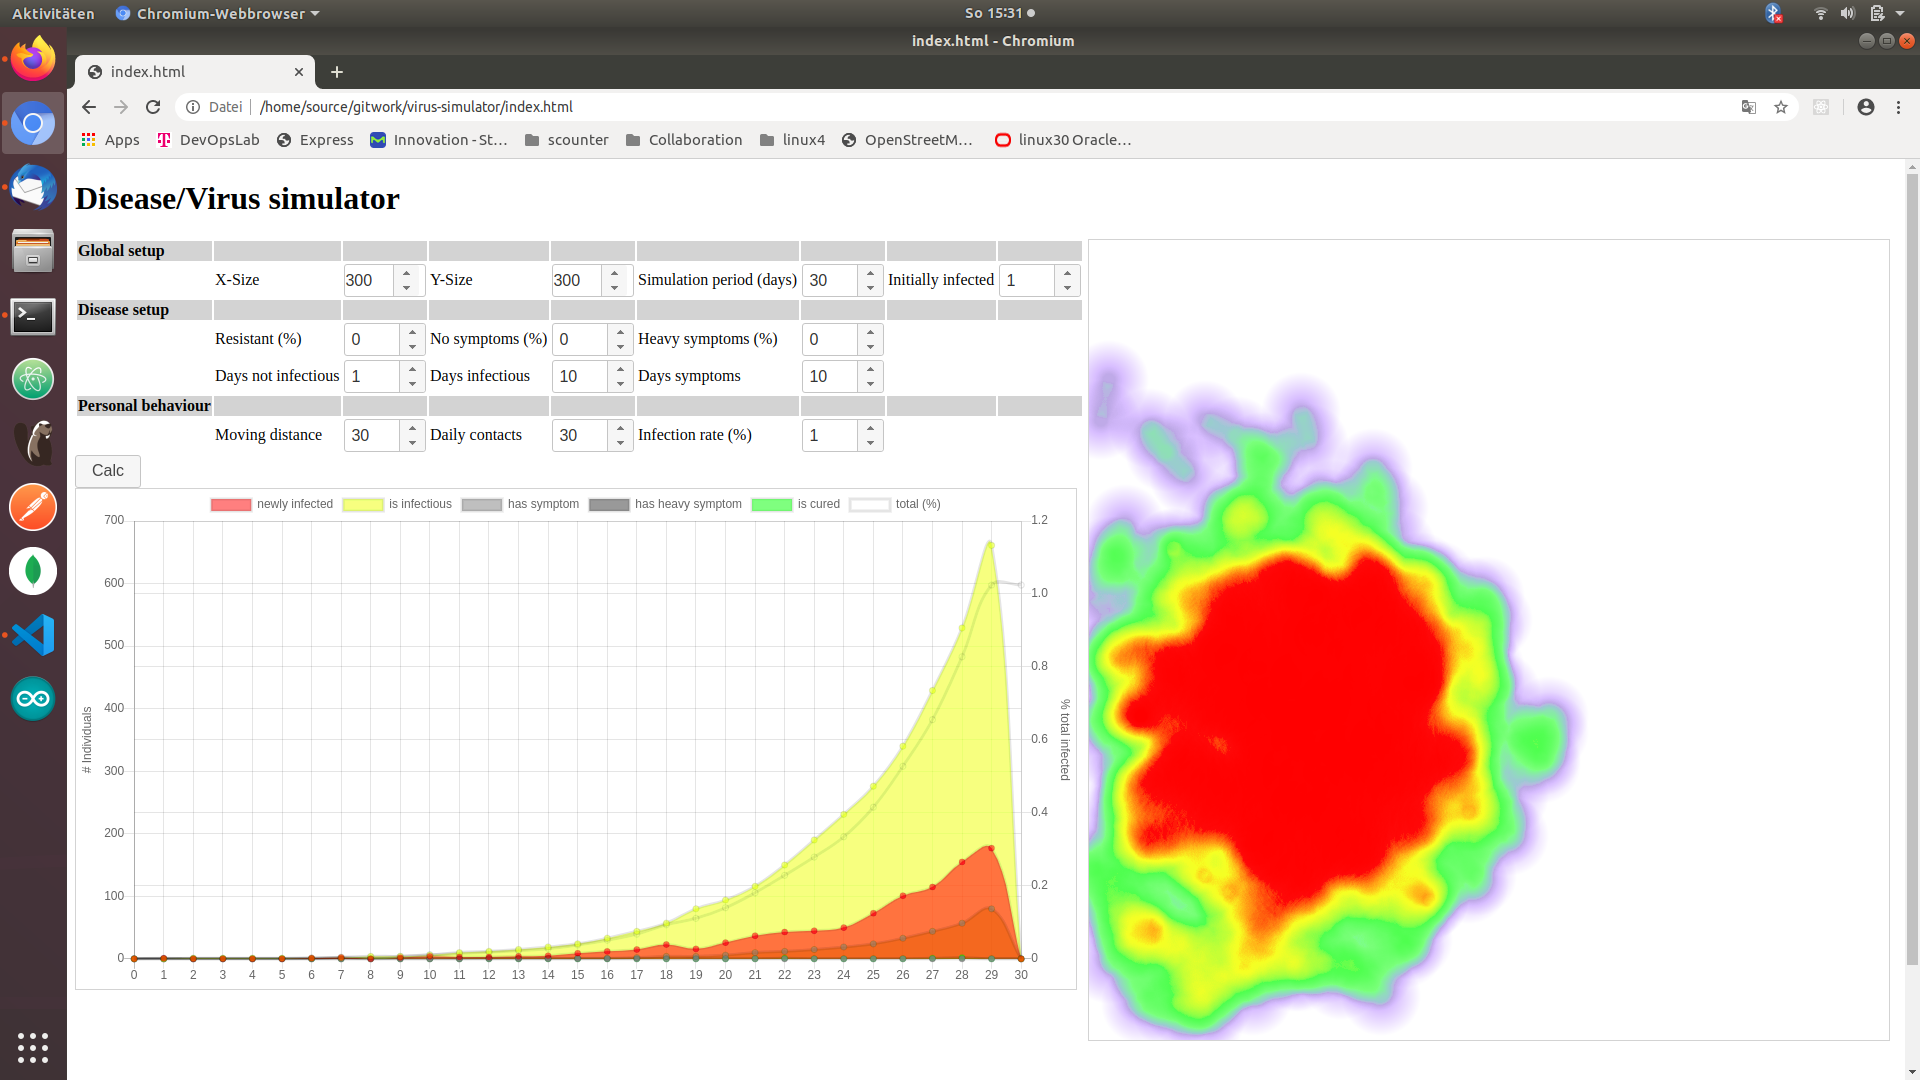 Aktivitäten Chromium-Webbrowser So 15:31
index.html - Chromium
index.html
Datei /home/source/gitwork/virus-simulator/index.html
Apps DevOpsLab Express Innovation - St… scounter Collaboration linux4 OpenStreetM… linux30 Oracle…
Disease/Virus simulator
Global setup
X-Size 300 Y-Size 300 Simulation period (days) 30 Initially infected 1
Disease setup
Resistant (%) 0 No symptoms (%) 0 Heavy symptoms (%) 0
Days not infectious 1 Days infectious 10 Days symptoms 10
Personal behaviour
Moving distance 30 Daily contacts 30 Infection rate (%) 1
Calc
newly infected is infectious has symptom has heavy symptom is cured total (%)
700 1.2
600 1.0
500 0.8
400 0.6
300 0.4
200 0.2
100
0 0
# Individuals
% total infected
0 1 2 3 4 5 6 7 8 9 10 11 12 13 14 15 16 17 18 19 20 21 22 23 24 25 26 27 28 29 30